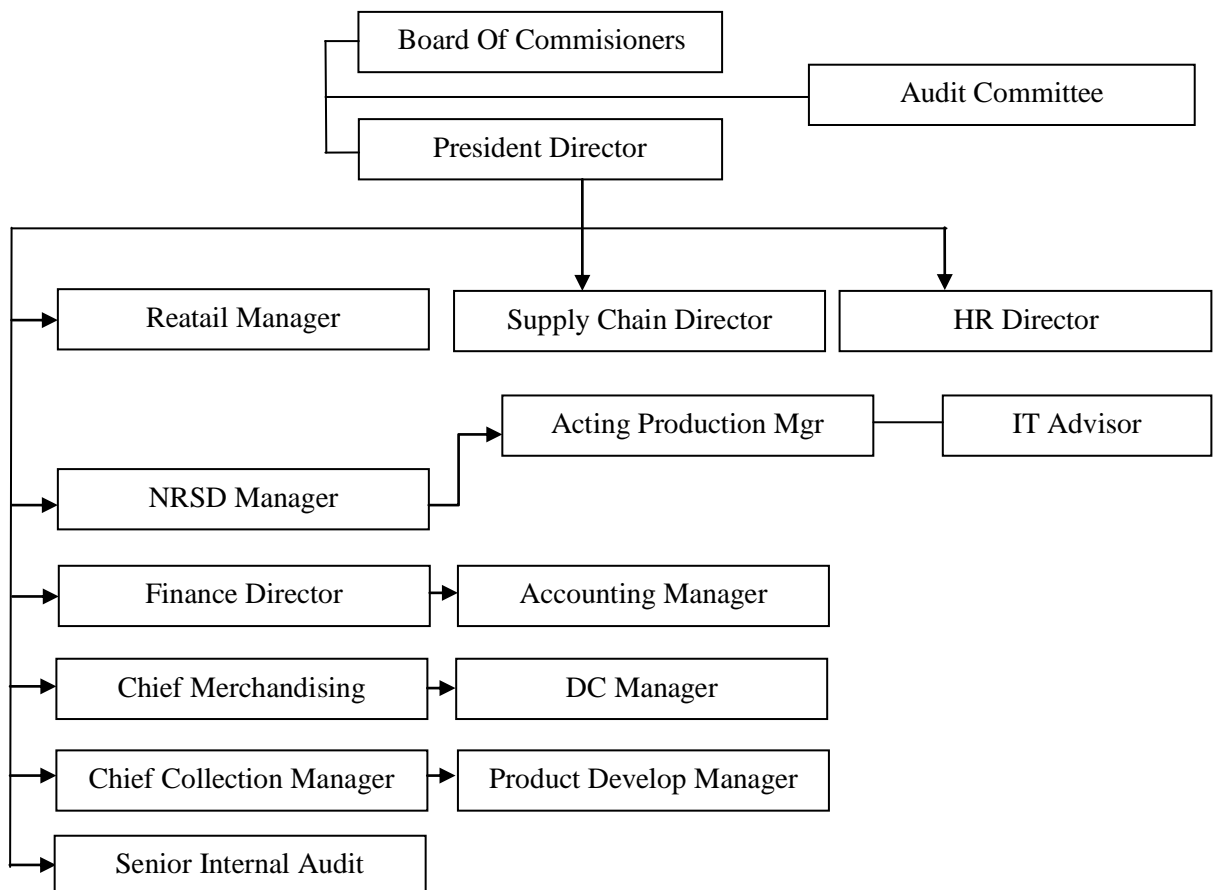 Board Of Commisioners
Audit Committee
President Director
Reatail Manager
Supply Chain Director
HR Director
Acting Production Mgr
IT Advisor
NRSD Manager
Finance Director
Accounting Manager
Chief Merchandising
DC Manager
Chief Collection Manager
Product Develop Manager
Senior Internal Audit